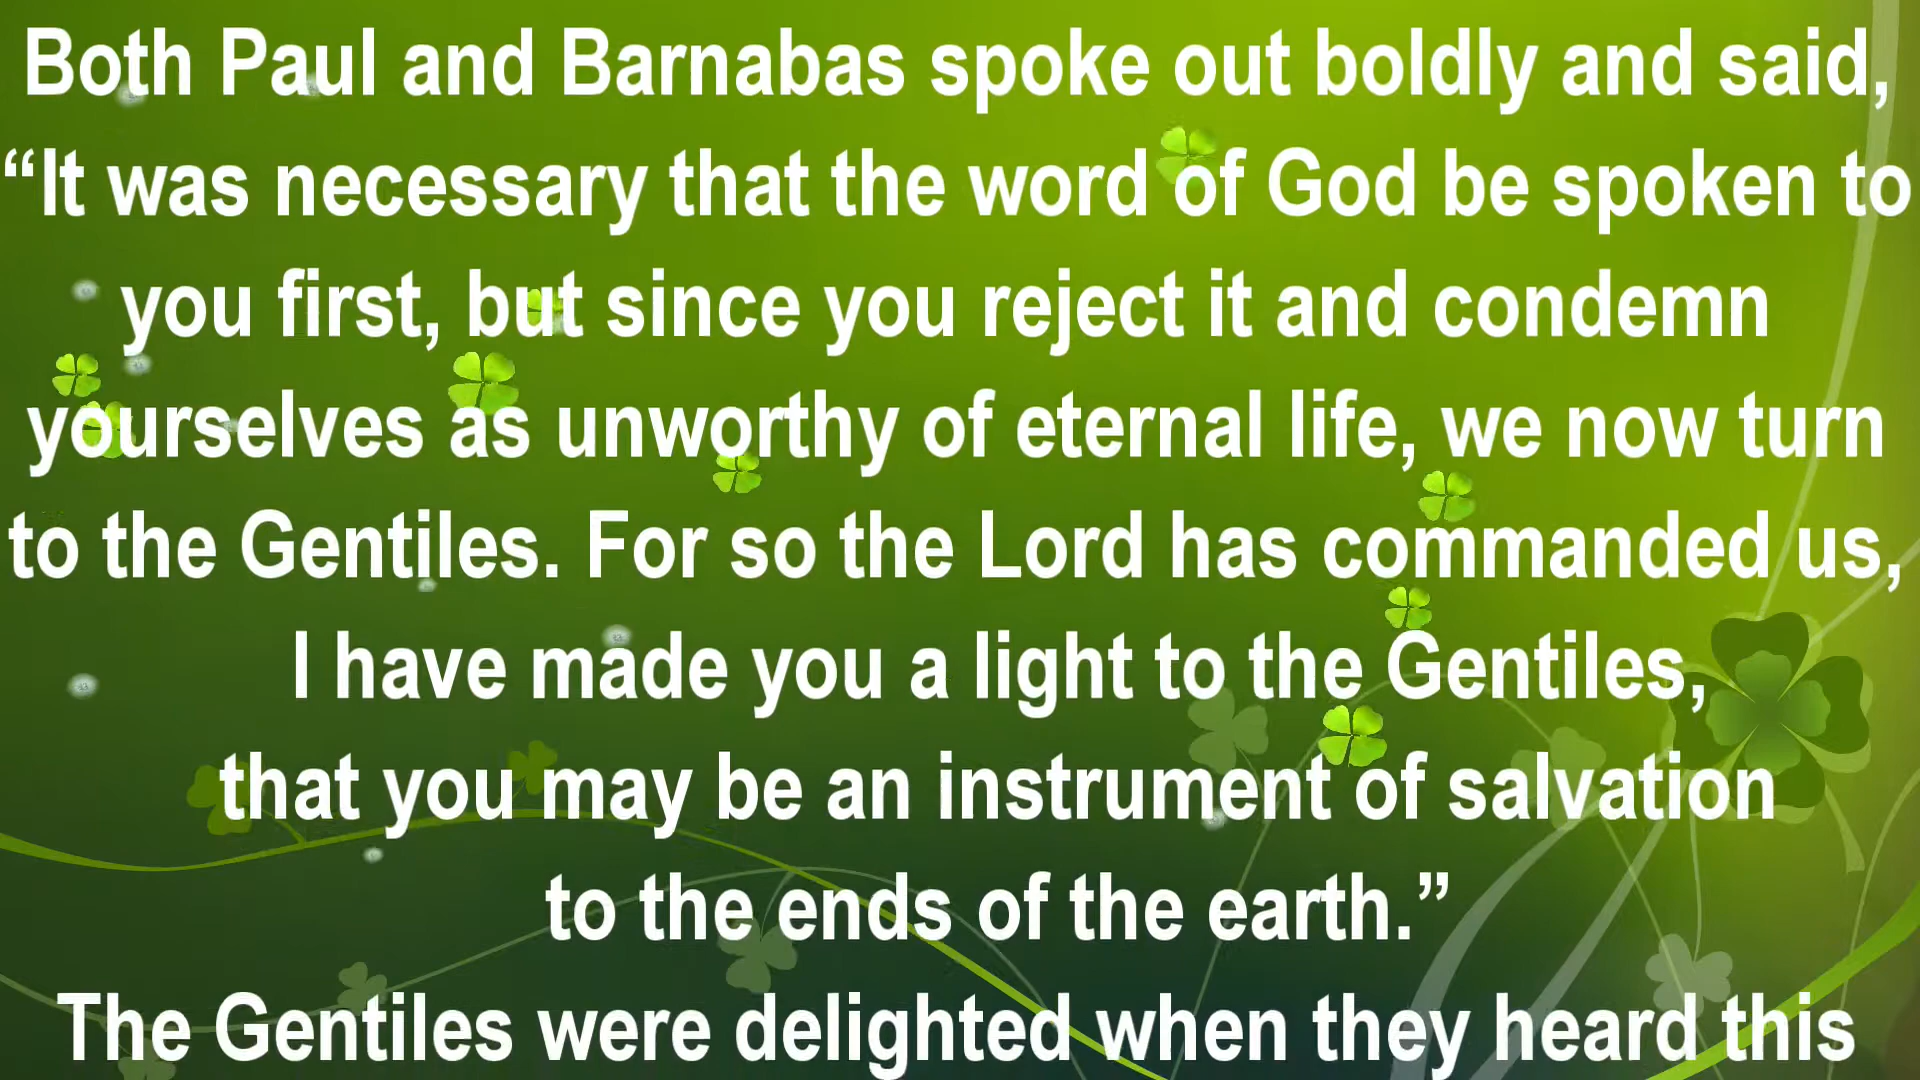 Both Paul and Barnabas spoke out boldly and said,
“It was necessary that the word of God be spoken to
you first, but since you reject it and condemn
yourselves as unworthy of eternal life, we now turn
to the Gentiles. For so the Lord has commanded us,
I have made you a light to the Gentiles,
that you may be an instrument of salvation
to the ends of the earth.”
The Gentiles were delighted when they heard this